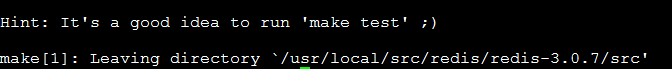 Hint: It's a good idea to run 'make test' ;)
make[1]: Leaving directory `/usr/local/src/redis/redis-3.0.7/src'